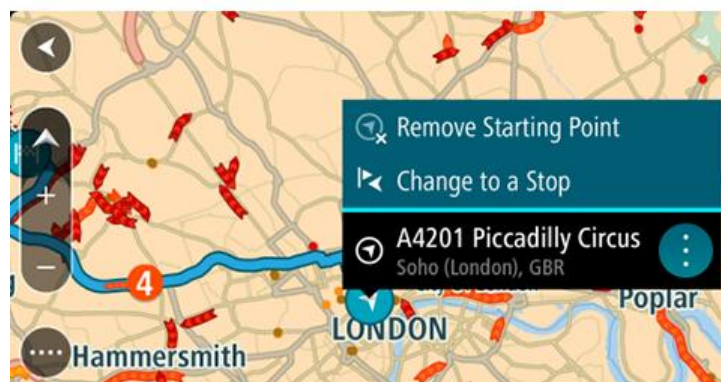 Remove Starting Point
Change to a Stop
A4201 Piccadilly Circus
Soho (London), GBR
4
Poplar
LONDON
Hammersmith